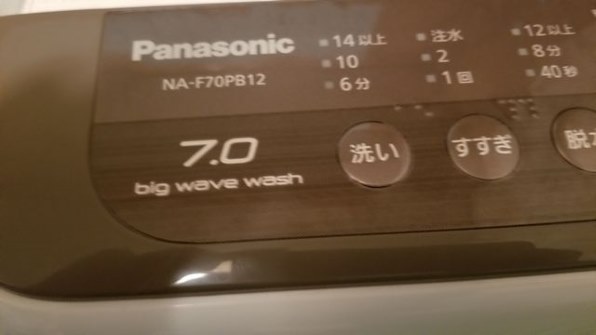 Panasonic
NA-F70PB12
14以上
10
6分
注水
2
1回
12以上
8分
40秒
7.0
big wave wash
洗い
すすぎ
脱